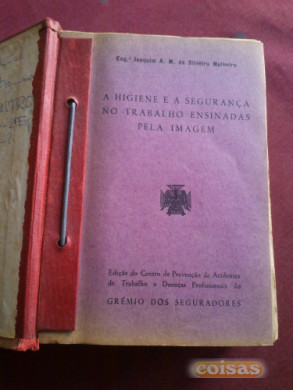 Eng.º Joaquim A. M. de Oliveira Malheiro
A HIGIENE E A SEGURANÇA
NO TRABALHO ENSINADAS
PELA IMAGEM
Edição do Centro de Prevenção de Acidentes
de Trabalho e Doenças Profissionais do
GRÉMIO DOS SEGURADORES
coisas